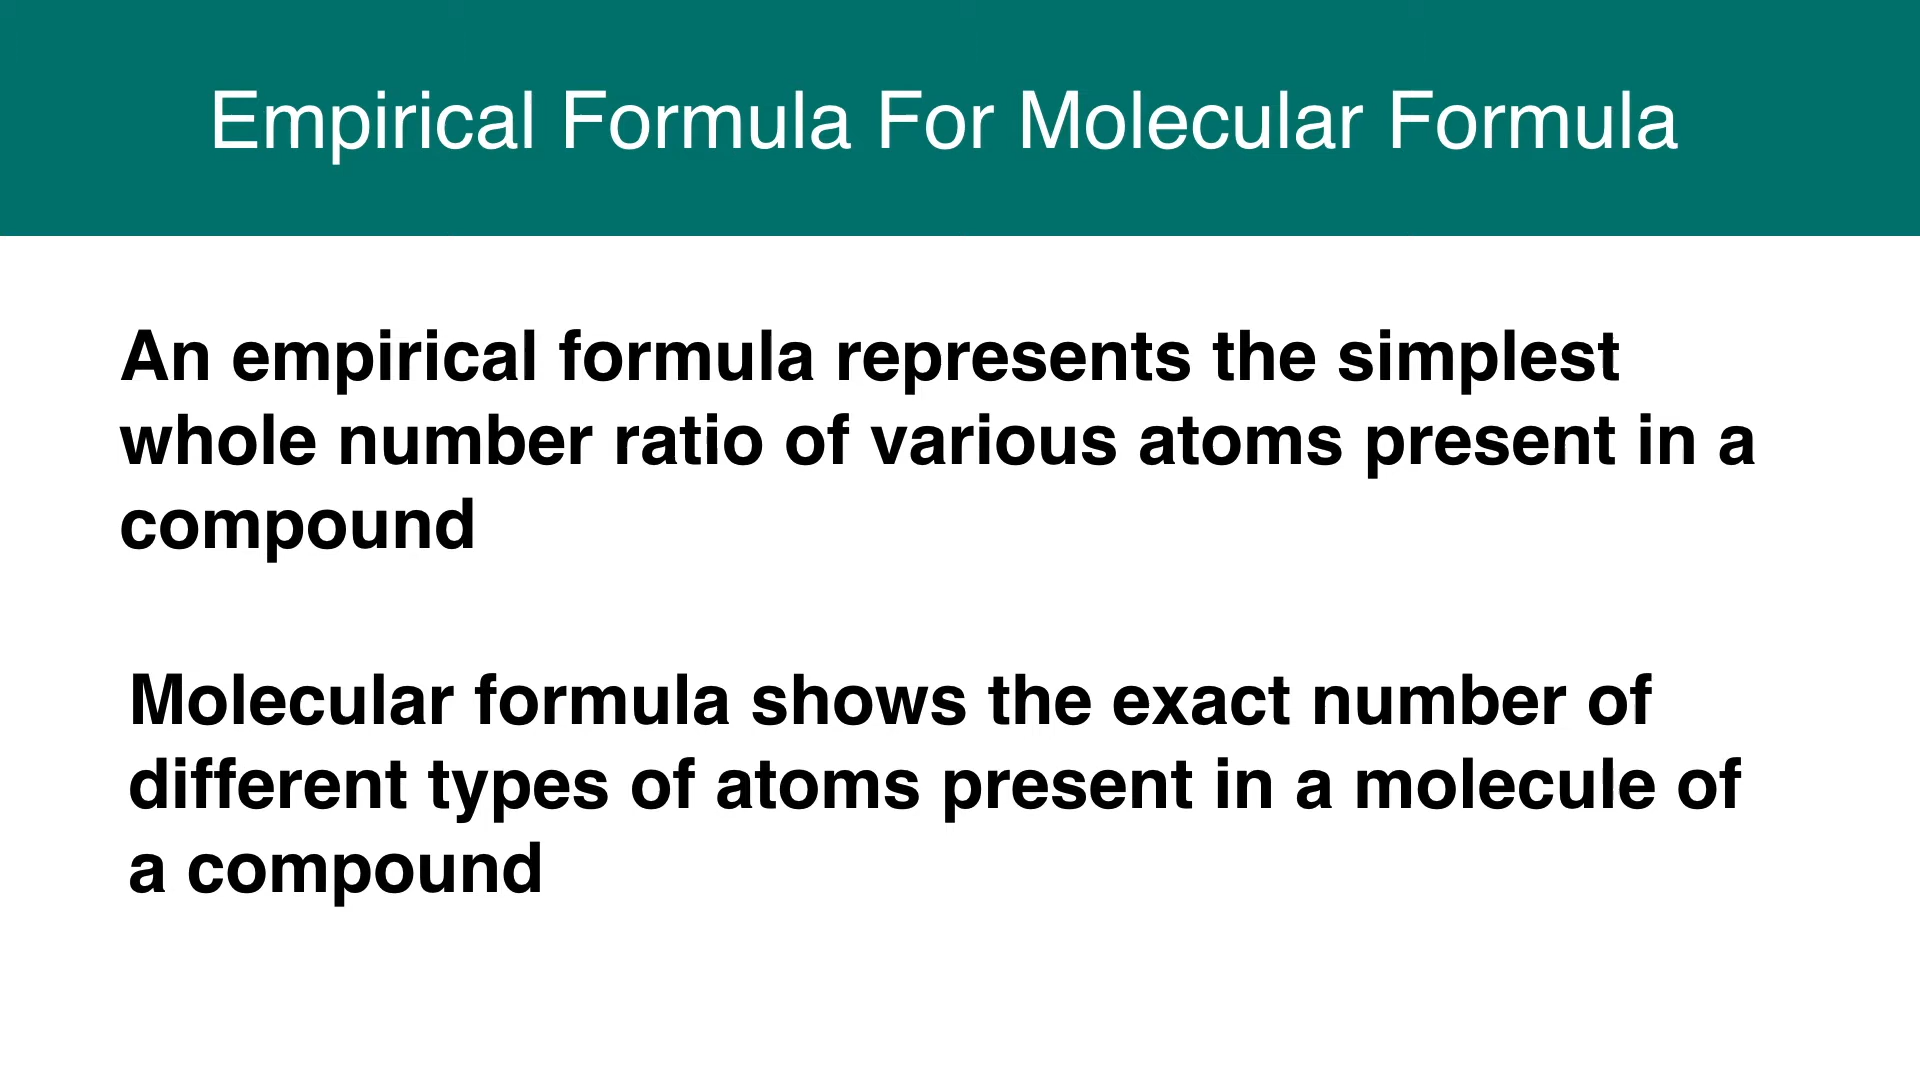 Empirical Formula For Molecular Formula
An empirical formula represents the simplest
whole number ratio of various atoms present in a
compound
Molecular formula shows the exact number of
different types of atoms present in a molecule of
a compound